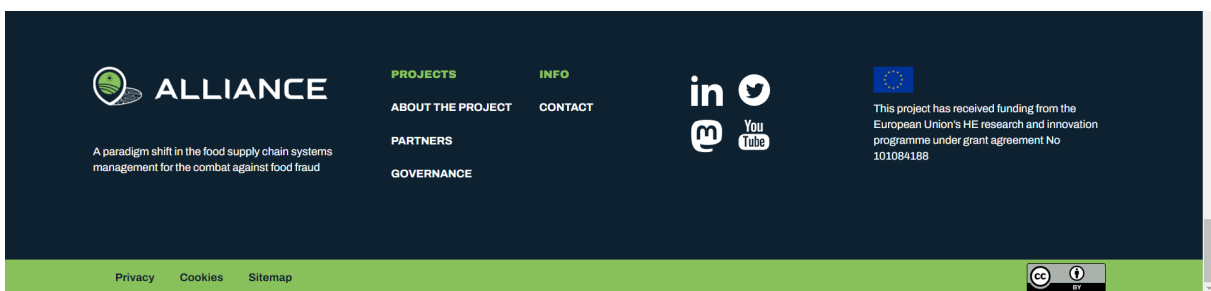 ALLIANCE
A paradigm shift in the food supply chain systems
management for the combat against food fraud
PROJECTS
ABOUT THE PROJECT
PARTNERS
GOVERNANCE
INFO
CONTACT
in
You
Tube
This project has received funding from the
European Union's HE research and innovation
programme under grant agreement No
101084188
Privacy Cookies Sitemap
cc
BY